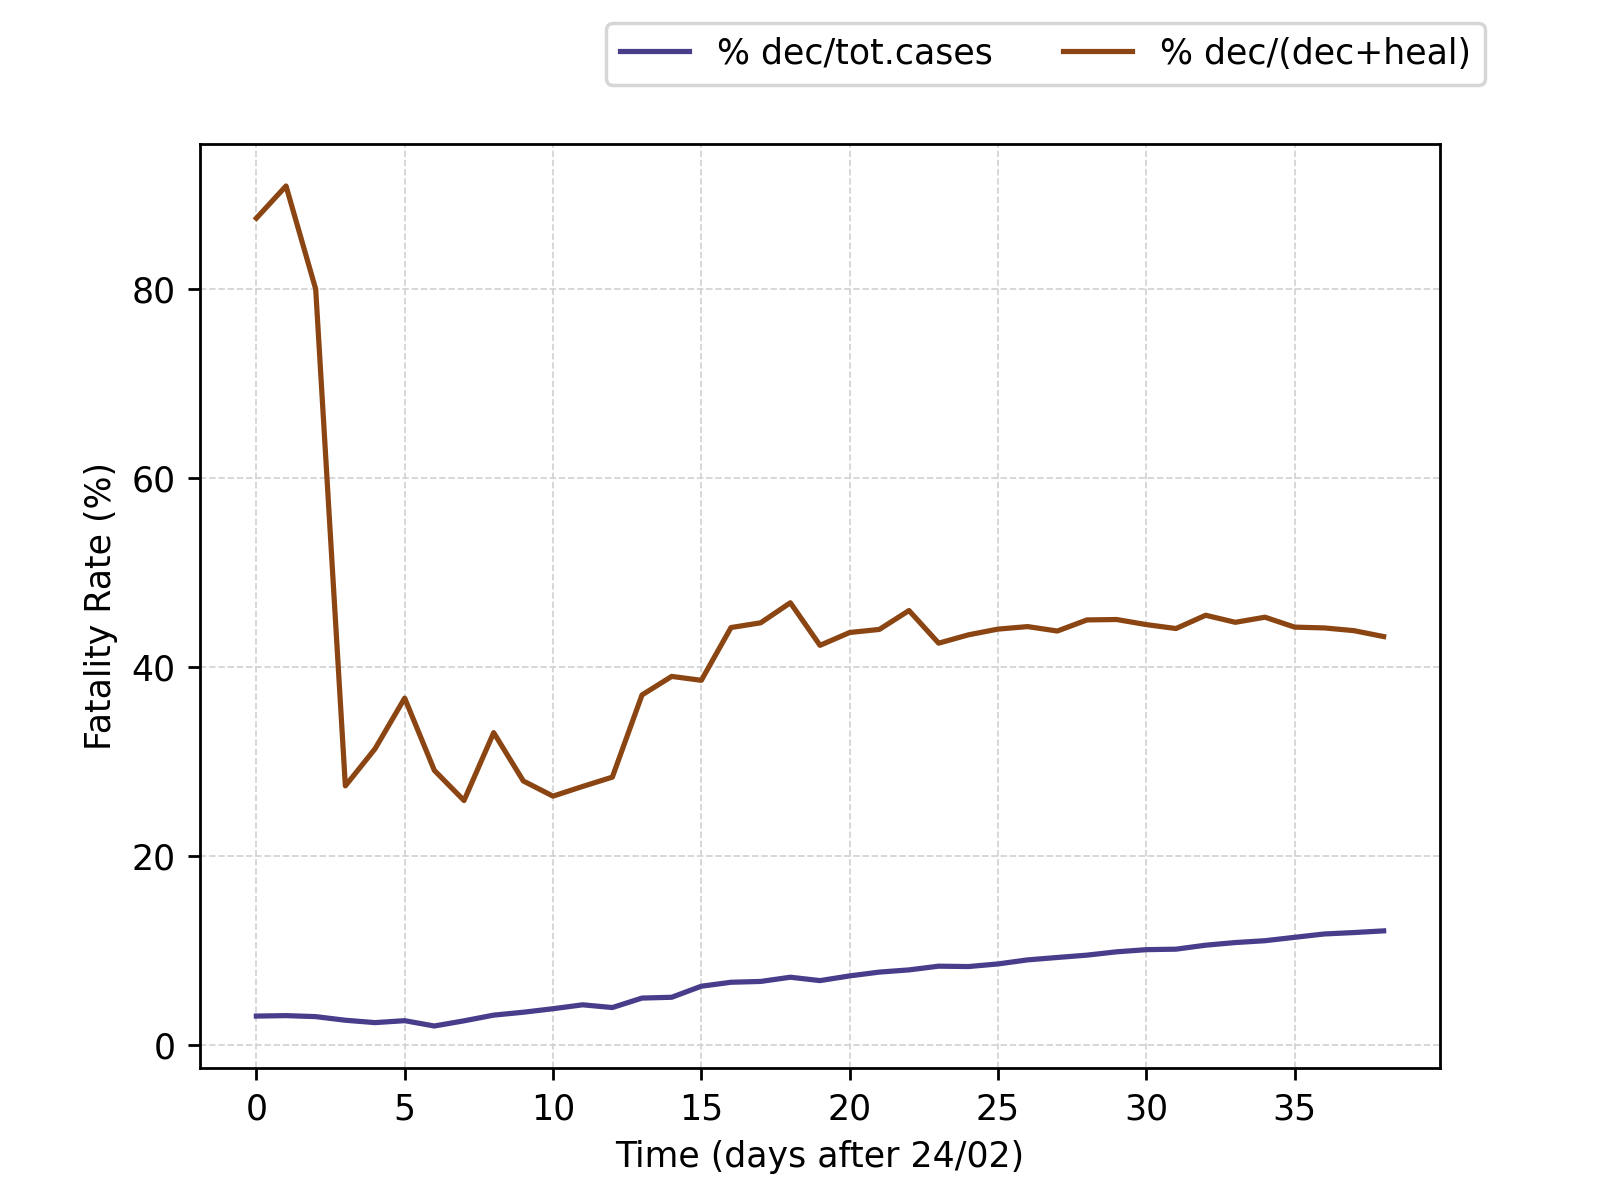 % dec/tot.cases
% dec/(dec+heal)
Fatality Rate (%)
80
60
40
20
0
0 5 10 15 20 25 30 35
Time (days after 24/02)